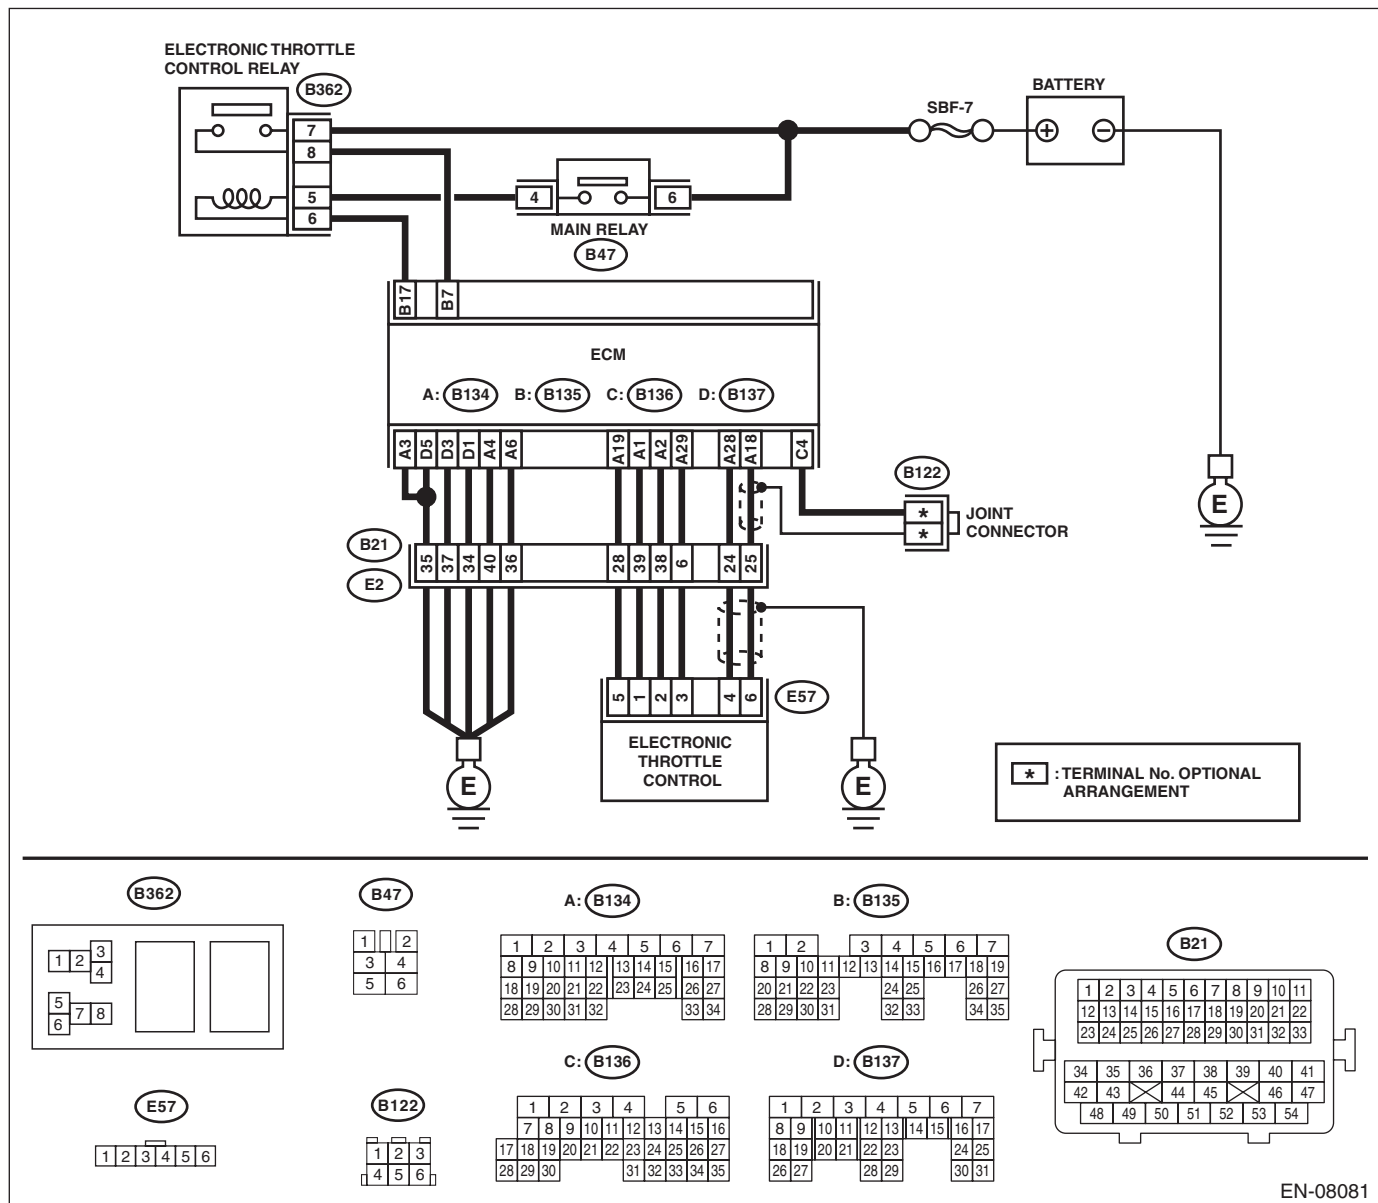 ELECTRONIC THROTTLE
CONTROL RELAY
B362
7
8
5
6
SBF-7
BATTERY
+
−
4
6
MAIN RELAY
B47
B17 B7
ECM
A: B134 B: B135 C: B136 D: B137
A3 D5 D3 D1 A4 A6 A19 A1 A2 A29 A28 A18 C4
B122
*
*
JOINT
CONNECTOR
E
B21
E2
35 37 34 40 36 28 39 38 6 24 25
5 1 2 3 4 6
E57
ELECTRONIC
THROTTLE
CONTROL
E
E
* : TERMINAL No. OPTIONAL
ARRANGEMENT
B362
1 2 3
4
5
6 7 8
B47
1 2
3 4
5 6
A: B134
1 2 3 4 5 6 7
8 9 10 11 12 13 14 15 16 17
18 19 20 21 22 23 24 25 26 27
28 29 30 31 32 33 34
B: B135
1 2 3 4 5 6 7
8 9 10 11 12 13 14 15 16 17 18 19
20 21 22 23 24 25 26 27
28 29 30 31 32 33 34 35
B21
1 2 3 4 5 6 7 8 9 10 11
12 13 14 15 16 17 18 19 20 21 22
23 24 25 26 27 28 29 30 31 32 33
34 35 36 37 38 39 40 41
42 43 44 45 46 47
48 49 50 51 52 53 54
E57
1 2 3 4 5 6
B122
1 2 3
4 5 6
C: B136
1 2 3 4 5 6
7 8 9 10 11 12 13 14 15 16
17 18 19 20 21 22 23 24 25 26 27
28 29 30 31 32 33 34 35
D: B137
1 2 3 4 5 6 7
8 9 10 11 12 13 14 15 16 17
18 19 20 21 22 23 24 25
26 27 28 29 30 31
EN-08081